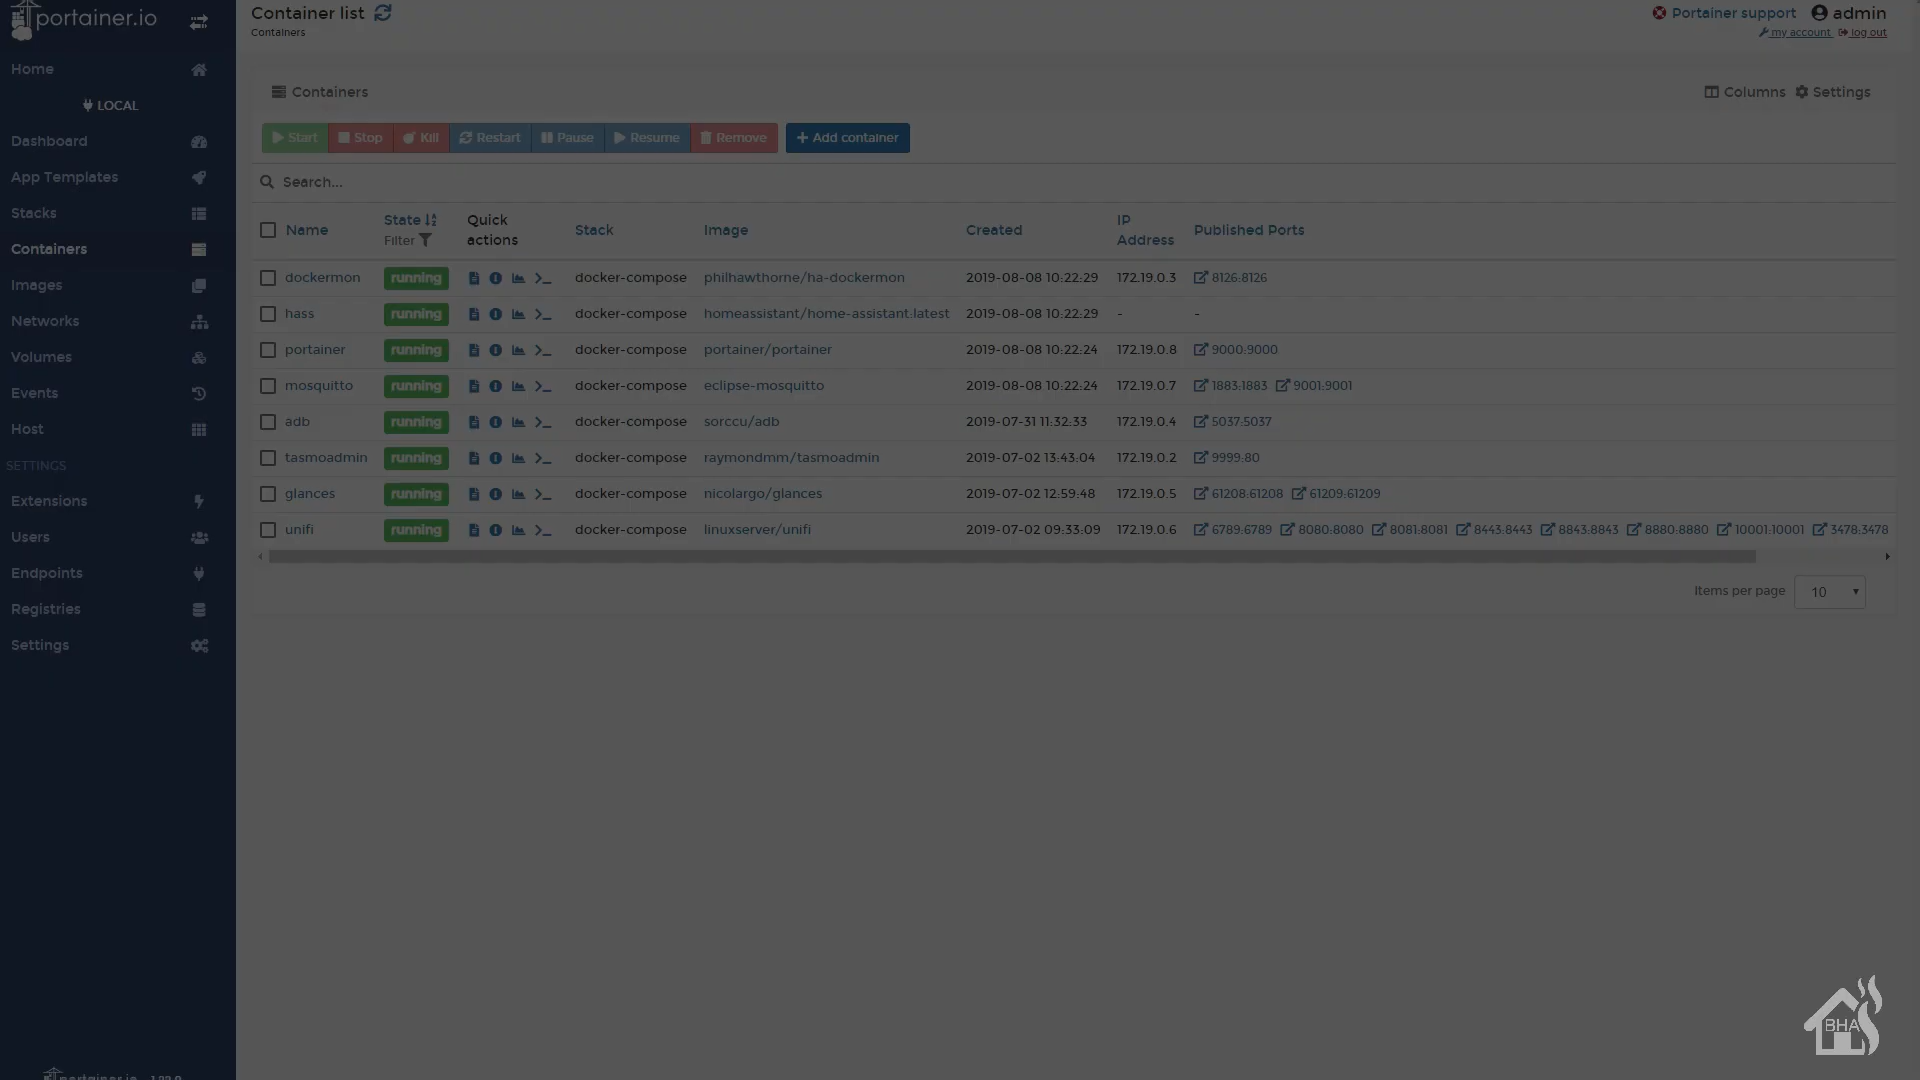 portainer.io
Container list
Containers
Portainer support admin
my account log out
Home
LOCAL
Dashboard
App Templates
Stacks
Containers
Images
Networks
Volumes
Events
Host
SETTINGS
Extensions
Users
Endpoints
Registries
Settings
Containers
Columns Settings
Start Stop Kill Restart Pause Resume Remove Add container
Search...
Name State Filter Quick actions Stack Image Created IP Address Published Ports
dockermon running docker-compose philhawthorne/ha-dockermon 2019-08-08 10:22:29 172.19.0.3 8126:8126
hass running docker-compose homeassistant/home-assistant:latest 2019-08-08 10:22:29 - -
portainer running docker-compose portainer/portainer 2019-08-08 10:22:24 172.19.0.8 9000:9000
mosquitto running docker-compose eclipse-mosquitto 2019-08-08 10:22:24 172.19.0.7 1883:1883 9001:9001
adb running docker-compose sorccu/adb 2019-07-31 11:32:33 172.19.0.4 5037:5037
tasmoadmin running docker-compose raymondmm/tasmoadmin 2019-07-02 13:43:04 172.19.0.2 9999:80
glances running docker-compose nicolargo/glances 2019-07-02 12:59:48 172.19.0.5 61208:61208 61209:61209
unifi running docker-compose linuxserver/unifi 2019-07-02 09:33:09 172.19.0.6 6789:6789 8080:8080 8081:8081 8443:8443 8843:8843 8880:8880 10001:10001 3478:3478
Items per page 10
BHA
portainer.io